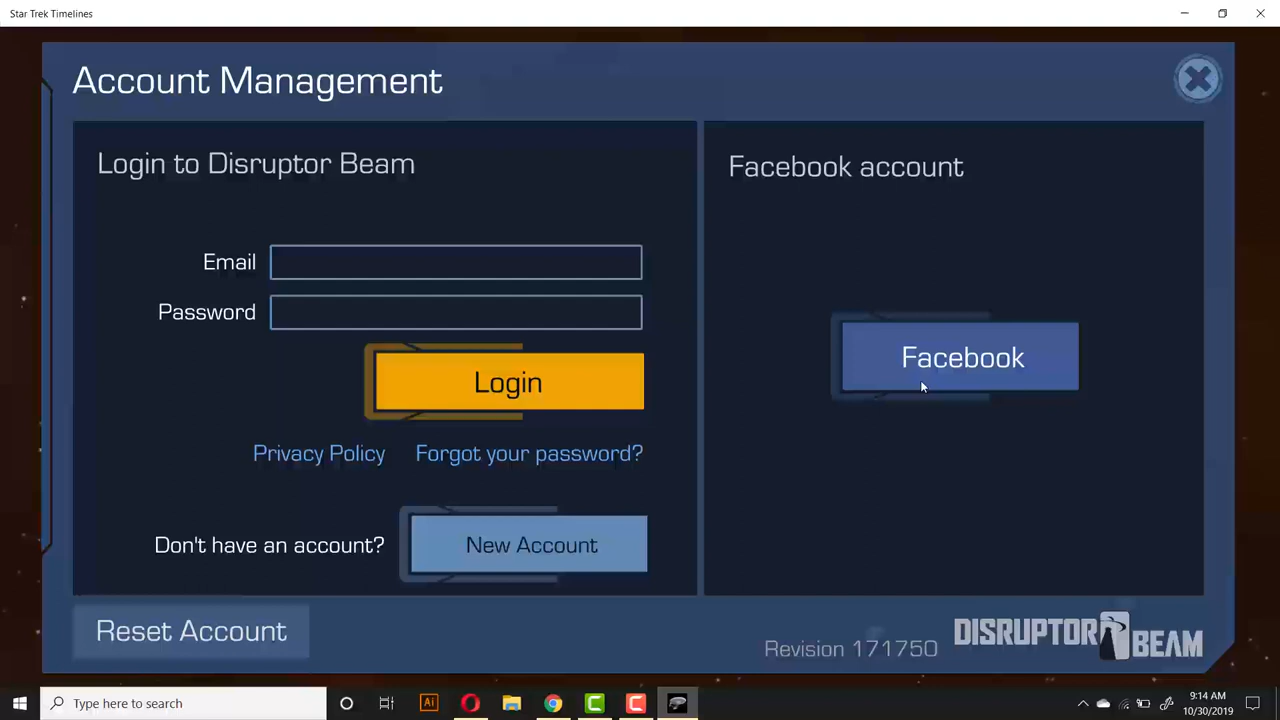 Star Trek Timelines
Account Management
Login to Disruptor Beam
Email
Password
Login
Privacy Policy Forgot your password?
Don't have an account? New Account
Facebook account
Facebook
Reset Account
Revision 171750
DISRUPTOR BEAM
Type here to search
Ai
9:14 AM
10/30/2019